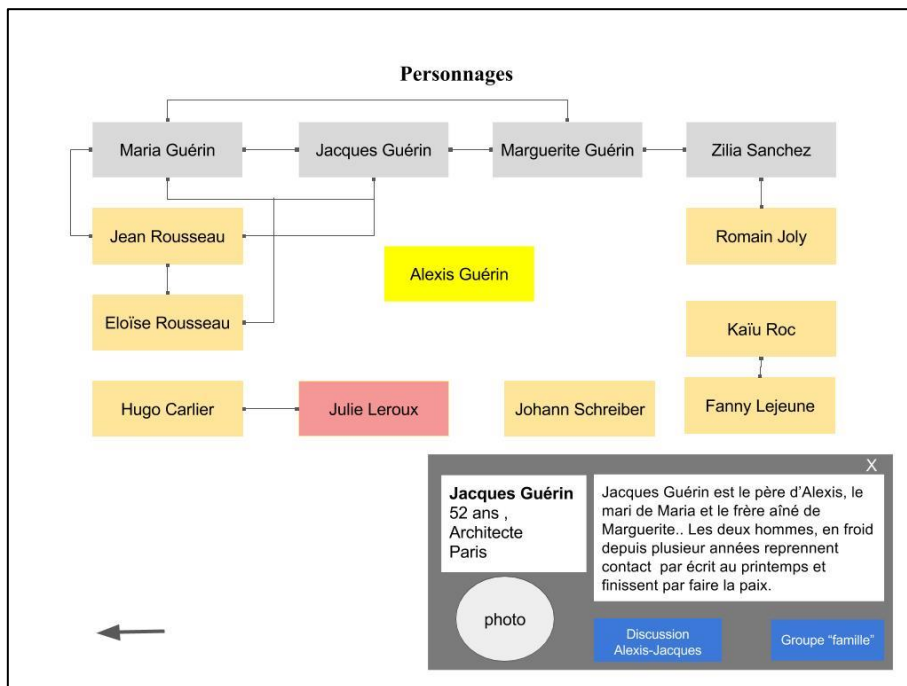 Personnages
Maria Guérin
Jacques Guérin
Marguerite Guérin
Zilia Sanchez
Jean Rousseau
Romain Joly
Alexis Guérin
Eloïse Rousseau
Kaïu Roc
Hugo Carlier
Julie Leroux
Johann Schreiber
Fanny Lejeune
X
Jacques Guérin
52 ans ,
Architecte
Paris
Jacques Guérin est le père d’Alexis, le
mari de Maria et le frère aîné de
Marguerite.. Les deux hommes, en froid
depuis plusieur années reprennent
contact  par écrit au printemps et
finissent par faire la paix.
photo
Discussion
Alexis-Jacques
Groupe “famille”